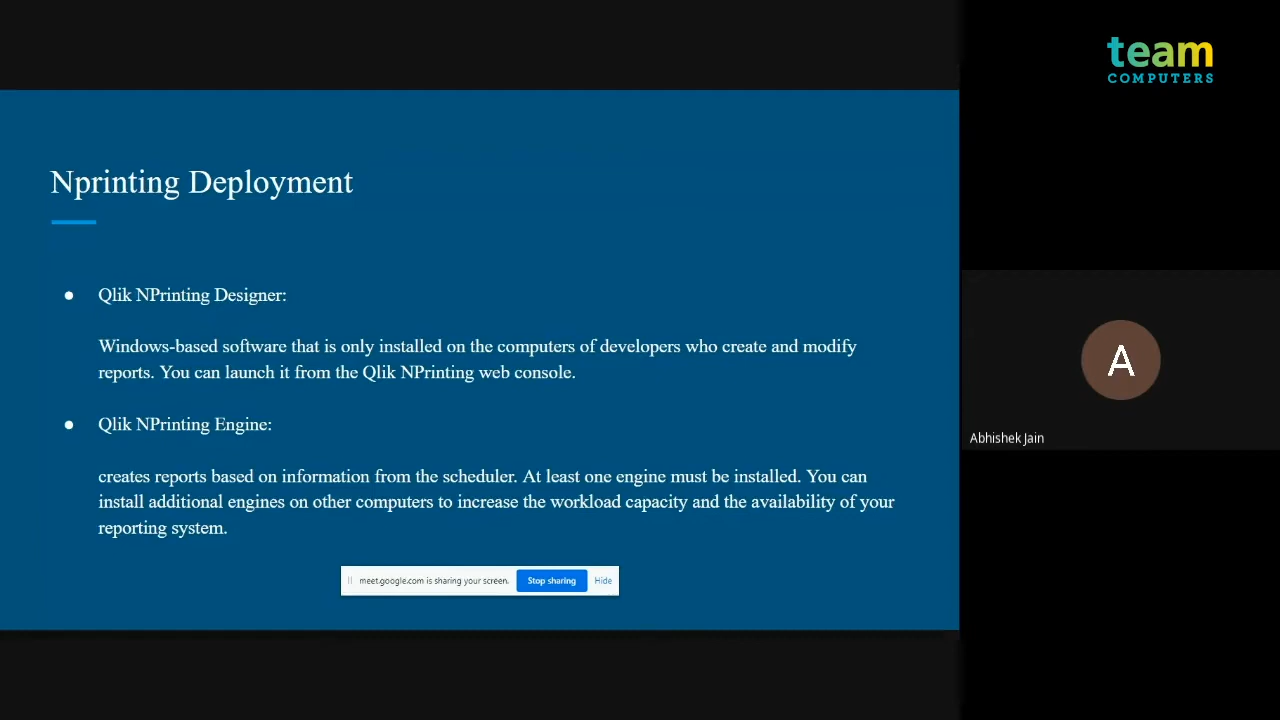 team
COMPUTERS
Nprinting Deployment
● Qlik NPrinting Designer:
Windows-based software that is only installed on the computers of developers who create and modify
reports. You can launch it from the Qlik NPrinting web console.
● Qlik NPrinting Engine:
creates reports based on information from the scheduler. At least one engine must be installed. You can
install additional engines on other computers to increase the workload capacity and the availability of your
reporting system.
meet.google.com is sharing your screen. Stop sharing Hide
A
Abhishek Jain